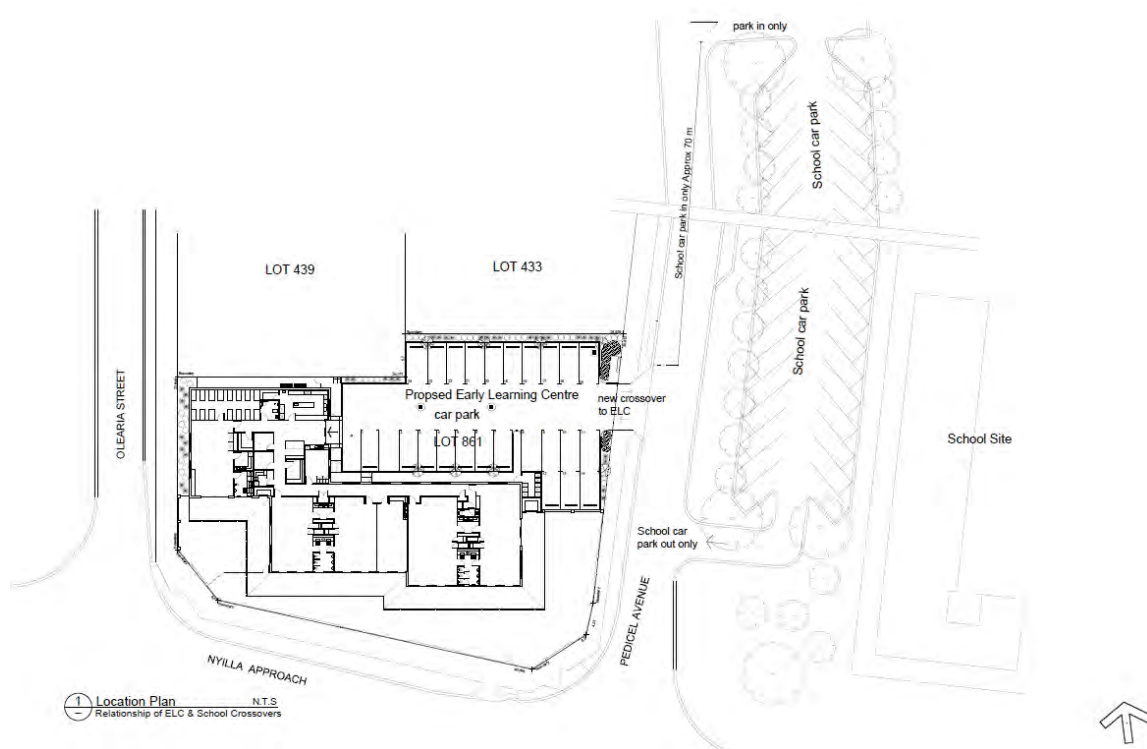 park in only
School car park in only Approx 70 m
School car park
School car park
LOT 439
LOT 433
OLEARIA STREET
Propsed Early Learning Centre
car park
LOT 861
new crossover
to ELC
School Site
School car
park out only
PEDICEL AVENUE
NYILLA APPROACH
1
Location Plan
N.T.S
Relationship of ELC & School Crossovers